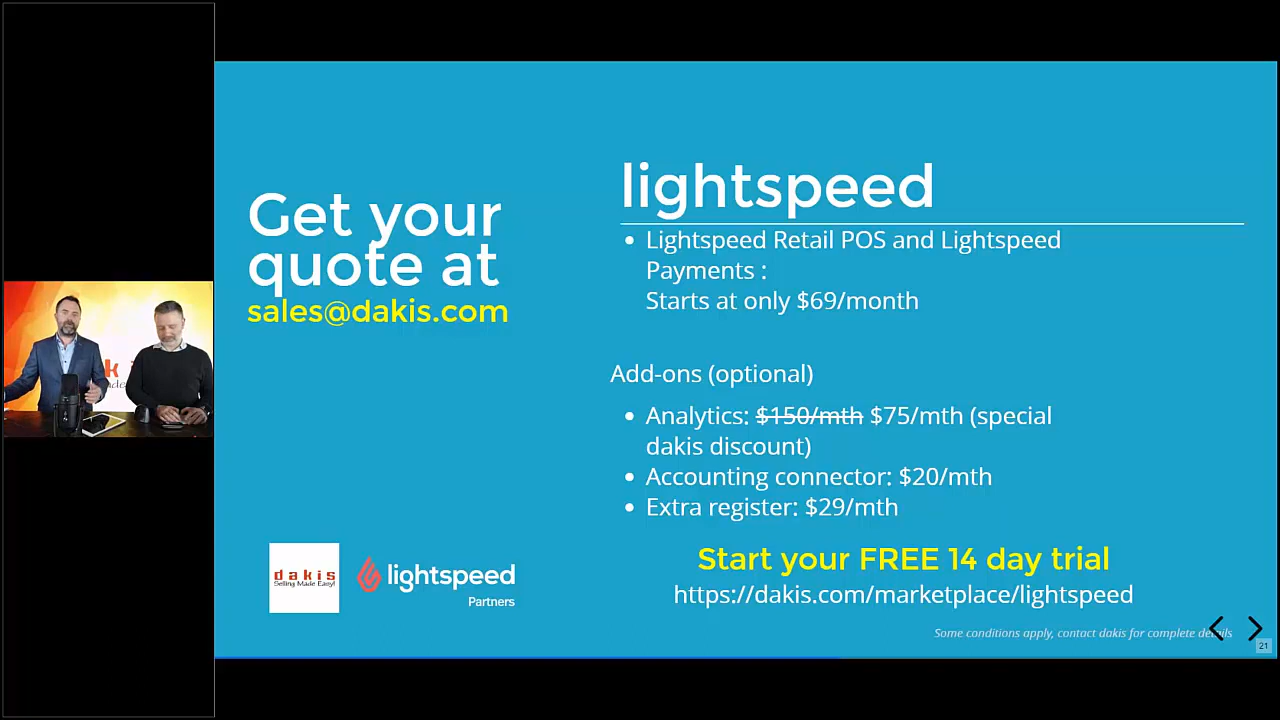 Get your
quote at
sales@dakis.com
lightspeed
• Lightspeed Retail POS and Lightspeed
Payments :
Starts at only $69/month
Add-ons (optional)
• Analytics: $150/mth $75/mth (special
dakis discount)
• Accounting connector: $20/mth
• Extra register: $29/mth
Start your FREE 14 day trial
https://dakis.com/marketplace/lightspeed
Some conditions apply, contact dakis for complete details
21
dakis
Selling Made Easy!
lightspeed
Partners